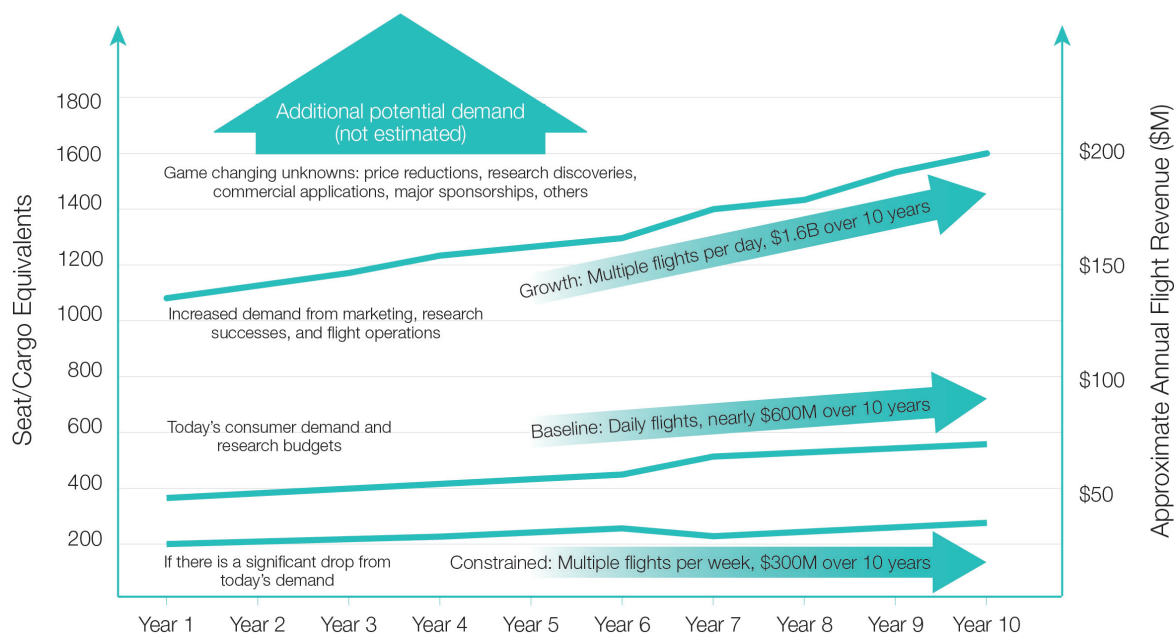 Additional potential demand
(not estimated)
Game changing unknowns: price reductions, research discoveries,
commercial applications, major sponsorships, others
Growth: Multiple flights per day, $1.6B over 10 years
Increased demand from marketing, research
successes, and flight operations
Baseline: Daily flights, nearly $600M over 10 years
Today's consumer demand and
research budgets
Constrained: Multiple flights per week, $300M over 10 years
If there is a significant drop from
today's demand
Seat/Cargo Equivalents
1800
1600
1400
1200
1000
800
600
400
200
Approximate Annual Flight Revenue ($M)
$200
$150
$100
$50
Year 1 Year 2 Year 3 Year 4 Year 5 Year 6 Year 7 Year 8 Year 9 Year 10